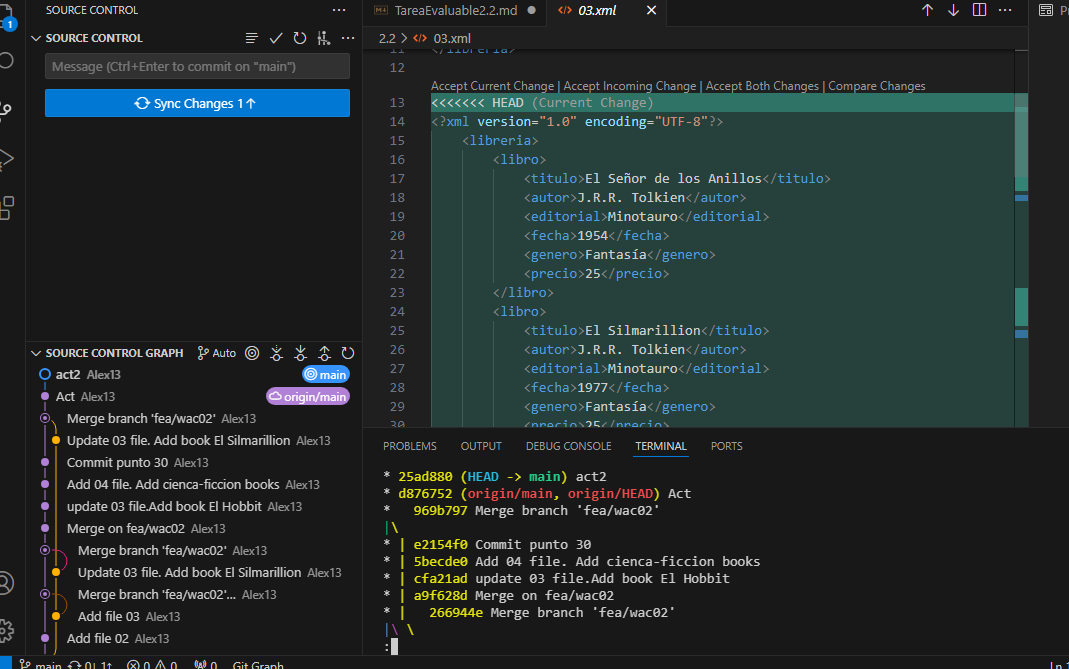 SOURCE CONTROL
SOURCE CONTROL
Message (Ctrl+Enter to commit on "main")
Sync Changes 1↑
SOURCE CONTROL GRAPH Auto
act2 Alex13 main
Act Alex13 origin/main
Merge branch 'fea/wac02' Alex13
Update 03 file. Add book El Silmarillion Alex13
Commit punto 30 Alex13
Add 04 file. Add cienca-ficcion books Alex13
update 03 file.Add book El Hobbit Alex13
Merge on fea/wac02 Alex13
Merge branch 'fea/wac02' Alex13
Update 03 file. Add book El Silmarillion Alex13
Merge branch 'fea/wac02'... Alex13
Add file 03 Alex13
Add file 02 Alex13
1
TareaEvaluable2.2.md
03.xml
2.2 > 03.xml
11 </libreria>
12
Accept Current Change | Accept Incoming Change | Accept Both Changes | Compare Changes
13 <<<<<<< HEAD (Current Change)
14 <?xml version="1.0" encoding="UTF-8"?>
15 <libreria>
16 <libro>
17 <titulo>El Señor de los Anillos</titulo>
18 <autor>J.R.R. Tolkien</autor>
19 <editorial>Minotauro</editorial>
20 <fecha>1954</fecha>
21 <genero>Fantasía</genero>
22 <precio>25</precio>
23 </libro>
24 <libro>
25 <titulo>El Silmarillion</titulo>
26 <autor>J.R.R. Tolkien</autor>
27 <editorial>Minotauro</editorial>
28 <fecha>1977</fecha>
29 <genero>Fantasía</genero>
30 <precio>25</precio>
PROBLEMS OUTPUT DEBUG CONSOLE TERMINAL PORTS
* 25ad880 (HEAD -> main) act2
* d876752 (origin/main, origin/HEAD) Act
*   969b797 Merge branch 'fea/wac02'
|\
* | e2154f0 Commit punto 30
* | 5becde0 Add 04 file. Add cienca-ficcion books
* | cfa21ad update 03 file.Add book El Hobbit
* | a9f628d Merge on fea/wac02
* |   266944e Merge branch 'fea/wac02'
|\ \
:
main 0↓ 1↑ 0 0 0 Git Graph